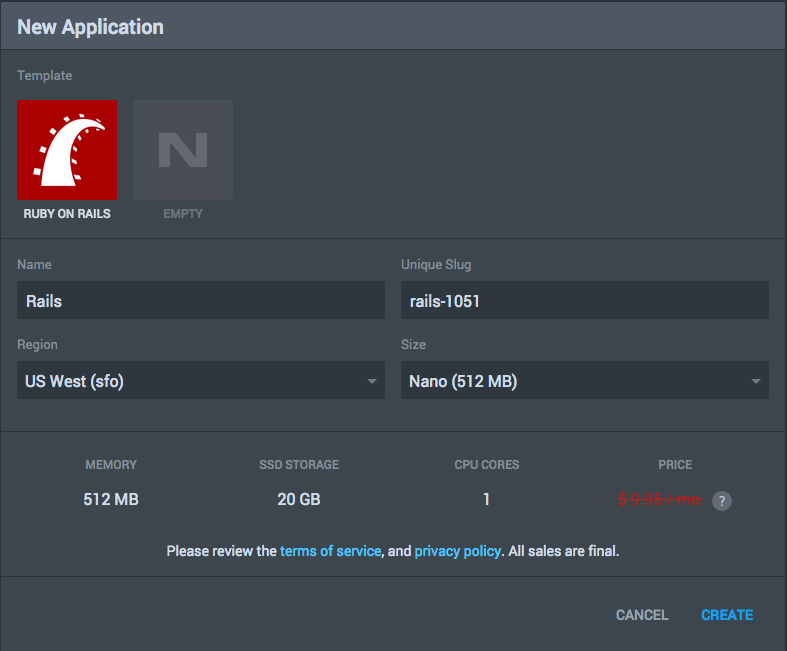 New Application
Template
N
RUBY ON RAILS EMPTY
Name Unique Slug
Rails rails-1051
Region Size
US West (sfo) Nano (512 MB)
MEMORY SSD STORAGE CPU CORES PRICE
512 MB 20 GB 1 $ 9.95 / mo ?
Please review the terms of service, and privacy policy. All sales are final.
CANCEL CREATE